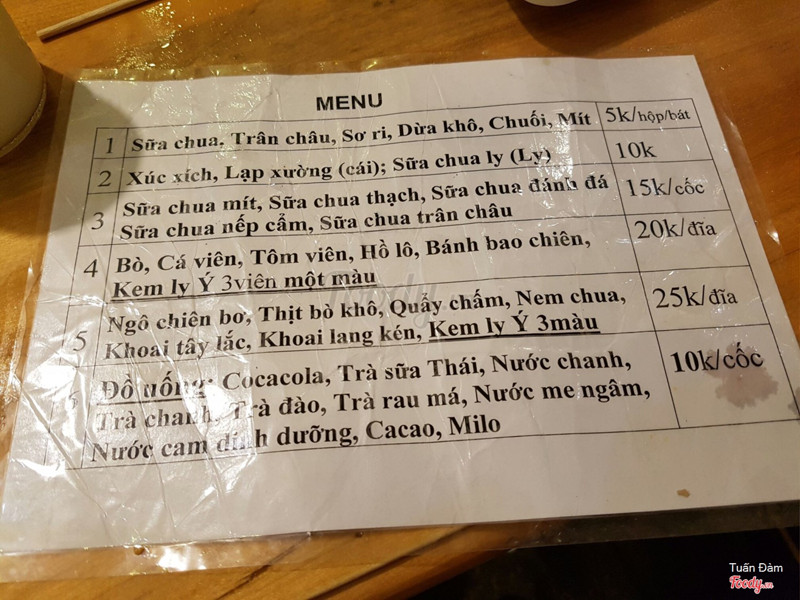 MENU
1 Sữa chua, Trân châu, Sơ ri, Dừa khô, Chuối, Mít 5k/hộp/bát
2 Xúc xích, Lạp xường (cái); Sữa chua ly (Ly) 10k
3 Sữa chua mít, Sữa chua thạch, Sữa chua đánh đá 15k/cốc
Sữa chua nếp cẩm, Sữa chua trân châu
4 Bò, Cá viên, Tôm viên, Hồ lô, Bánh bao chiên, 20k/đĩa
Kem ly Ý 3viên một màu
5 Ngô chiên bơ, Thịt bò khô, Quẩy chấm, Nem chua, 25k/đĩa
Khoai tây lắc, Khoai lang kén, Kem ly Ý 3màu
6 Đồ uống: Cocacola, Trà sữa Thái, Nước chanh, 10k/cốc
Trà chanh, Trà đào, Trà rau má, Nước me ngâm,
Nước cam dinh dưỡng, Cacao, Milo
Tuấn Đàm
Foody.vn